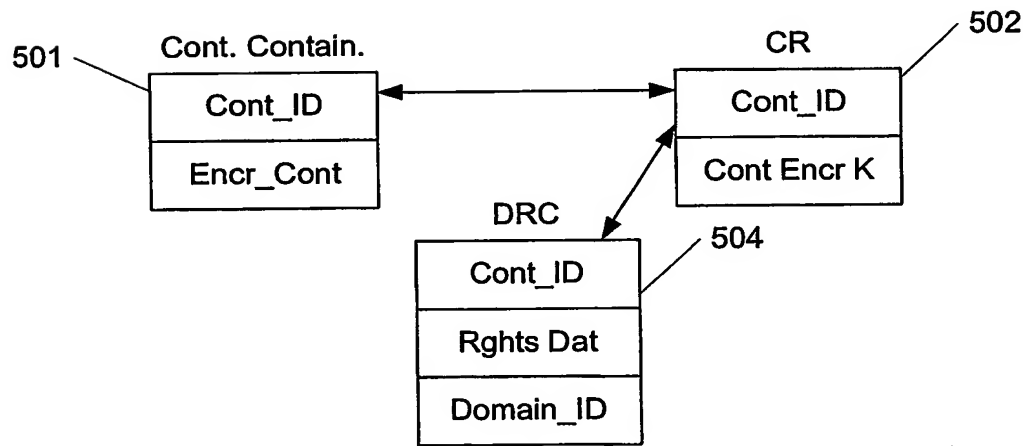 501
Cont. Contain.
Cont_ID
Encr_Cont
CR
502
Cont_ID
Cont Encr K
DRC
504
Cont_ID
Rghts Dat
Domain_ID